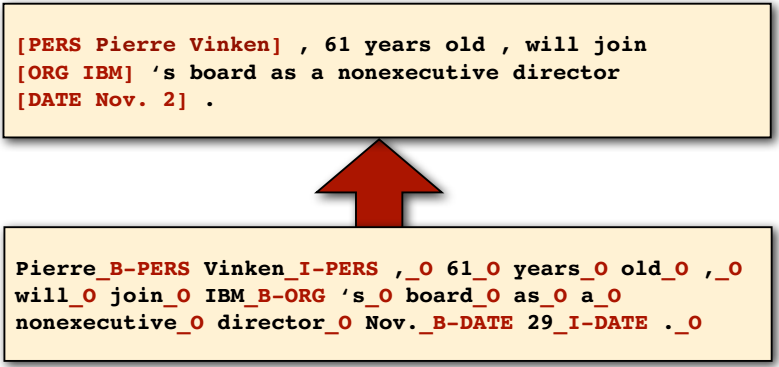 [PERS Pierre Vinken] , 61 years old , will join
[ORG IBM] ‘s board as a nonexecutive director
[DATE Nov. 2] .
Pierre_B-PERS Vinken_I-PERS ,_O 61_O years_O old_O ,_O
will_O join_O IBM_B-ORG ‘s_O board_O as_O a_O
nonexecutive_O director_O Nov._B-DATE 29_I-DATE ._O